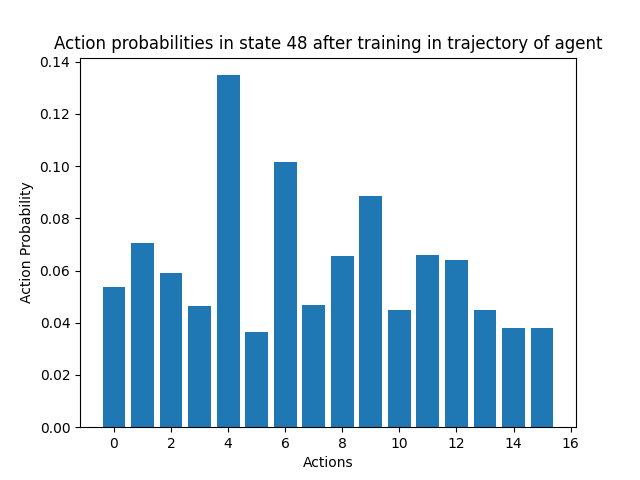 Action probabilities in state 48 after training in trajectory of agent
0.14
0.12
0.10
0.08
0.06
0.04
0.02
0.00
Action Probability
0 2 4 6 8 10 12 14 16
Actions